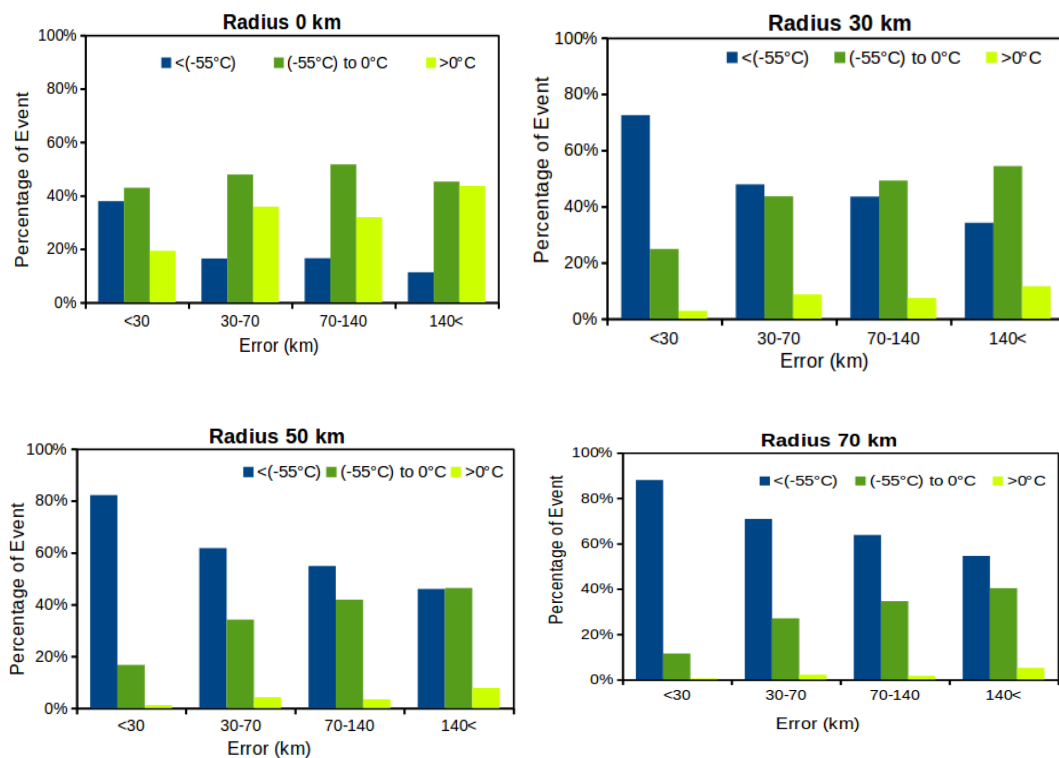 Radius 0 km
100%
80%
60%
40%
20%
0%
Percentage of Event
<(-55°C) (-55°C) to 0°C >0°C
<30 30-70 70-140 140<
Error (km)
Radius 30 km
100%
80%
60%
40%
20%
0%
Percentage of Event
<(-55°C) (-55°C) to 0°C >0°C
<30 30-70 70-140 140<
Error (km)
Radius 50 km
100%
80%
60%
40%
20%
0%
Percentage of Event
<(-55°C) (-55°C) to 0°C >0°C
<30 30-70 70-140 140<
Error (km)
Radius 70 km
100%
80%
60%
40%
20%
0%
Percentage of Event
<(-55°C) (-55°C) to 0°C >0°C
<30 30-70 70-140 140<
Error (km)